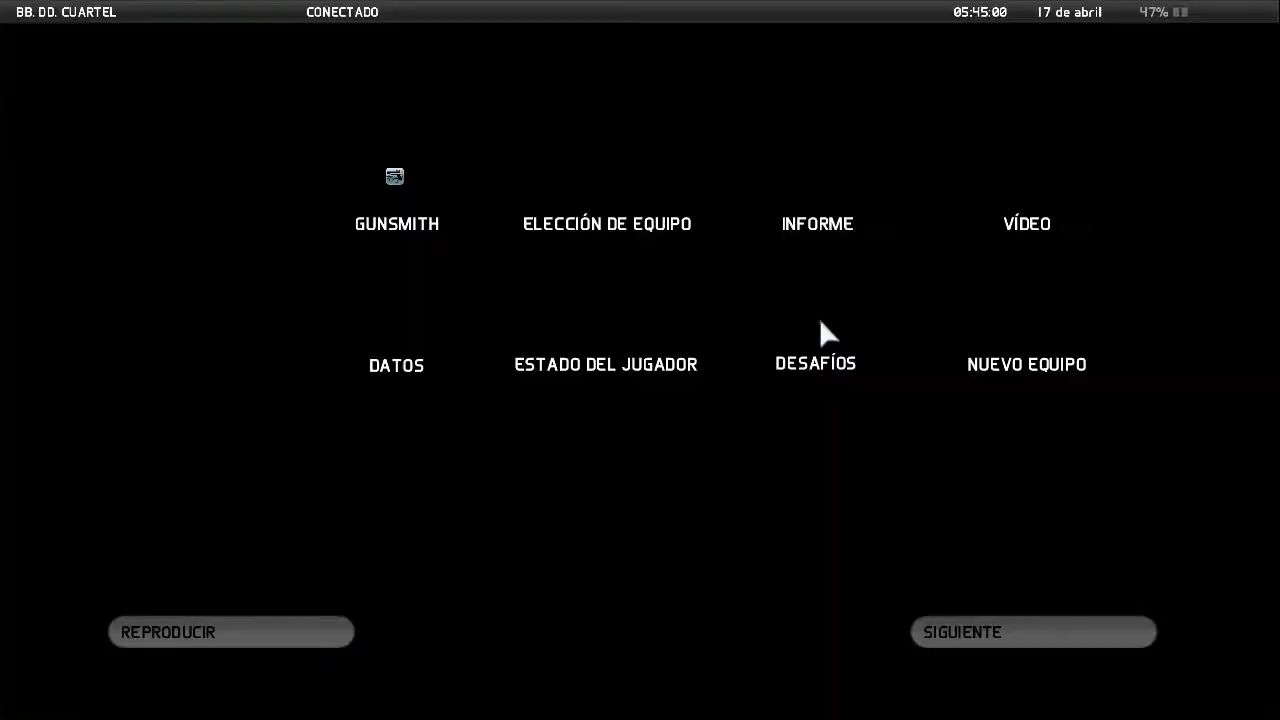 BB. DD. CUARTEL CONECTADO 05:45:00 17 de abril 47%
GUNSMITH ELECCIÓN DE EQUIPO INFORME VÍDEO
DATOS ESTADO DEL JUGADOR DESAFÍOS NUEVO EQUIPO
REPRODUCIR SIGUIENTE